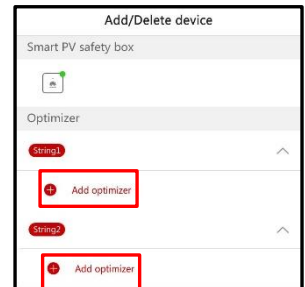 Add/Delete device
Smart PV safety box
Optimizer
String1
Add optimizer
String2
Add optimizer